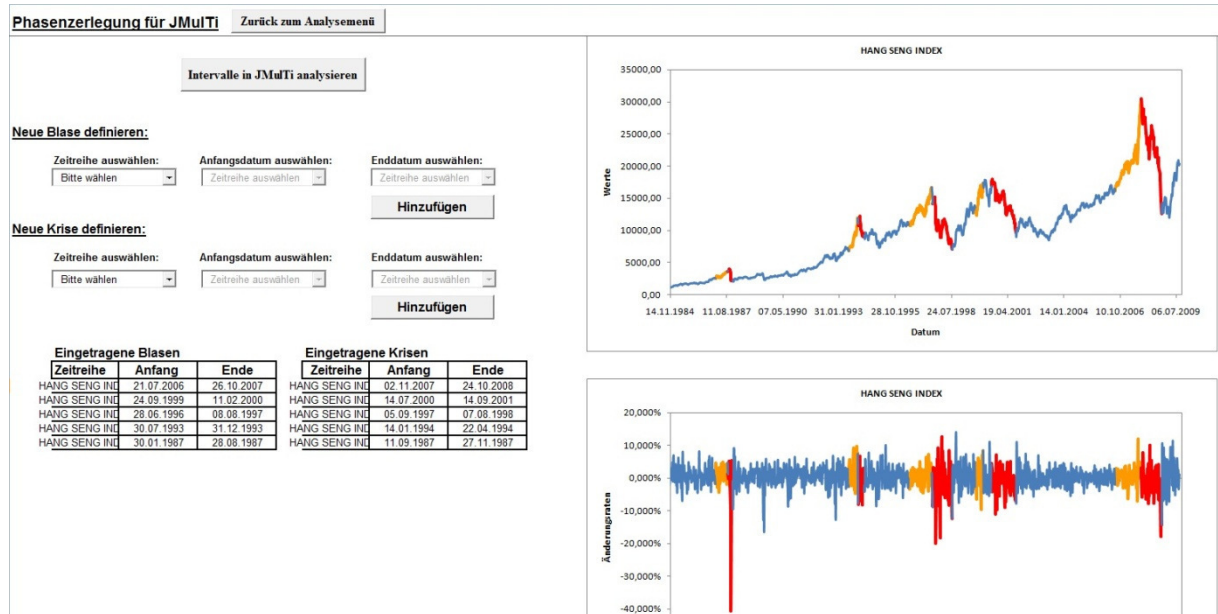 Phasenzerlegung für JMulTi
Zurück zum Analysemenü
Intervalle in JMulTi analysieren
Neue Blase definieren:
Zeitreihe auswählen: Anfangsdatum auswählen: Enddatum auswählen:
Bitte wählen Zeitreihe auswählen Zeitreihe auswählen
Hinzufügen
Neue Krise definieren:
Zeitreihe auswählen: Anfangsdatum auswählen: Enddatum auswählen:
Bitte wählen Zeitreihe auswählen Zeitreihe auswählen
Hinzufügen
Eingetragene Blasen
Zeitreihe Anfang Ende
HANG SENG IND 21.07.2006 26.10.2007
HANG SENG IND 24.09.1999 11.02.2000
HANG SENG IND 28.06.1996 08.08.1997
HANG SENG IND 30.07.1993 31.12.1993
HANG SENG IND 30.01.1987 28.08.1987
Eingetragene Krisen
Zeitreihe Anfang Ende
HANG SENG IND 02.11.2007 24.10.2008
HANG SENG IND 14.07.2000 14.09.2001
HANG SENG IND 05.09.1997 07.08.1998
HANG SENG IND 14.01.1994 22.04.1994
HANG SENG IND 11.09.1987 27.11.1987
HANG SENG INDEX
35000,00
30000,00
25000,00
20000,00
15000,00
10000,00
5000,00
0,00
Werte
14.11.1984 11.08.1987 07.05.1990 31.01.1993 28.10.1995 24.07.1998 19.04.2001 14.01.2004 10.10.2006 06.07.2009
Datum
HANG SENG INDEX
20,000%
10,000%
0,000%
-10,000%
-20,000%
-30,000%
-40,000%
Änderungsraten